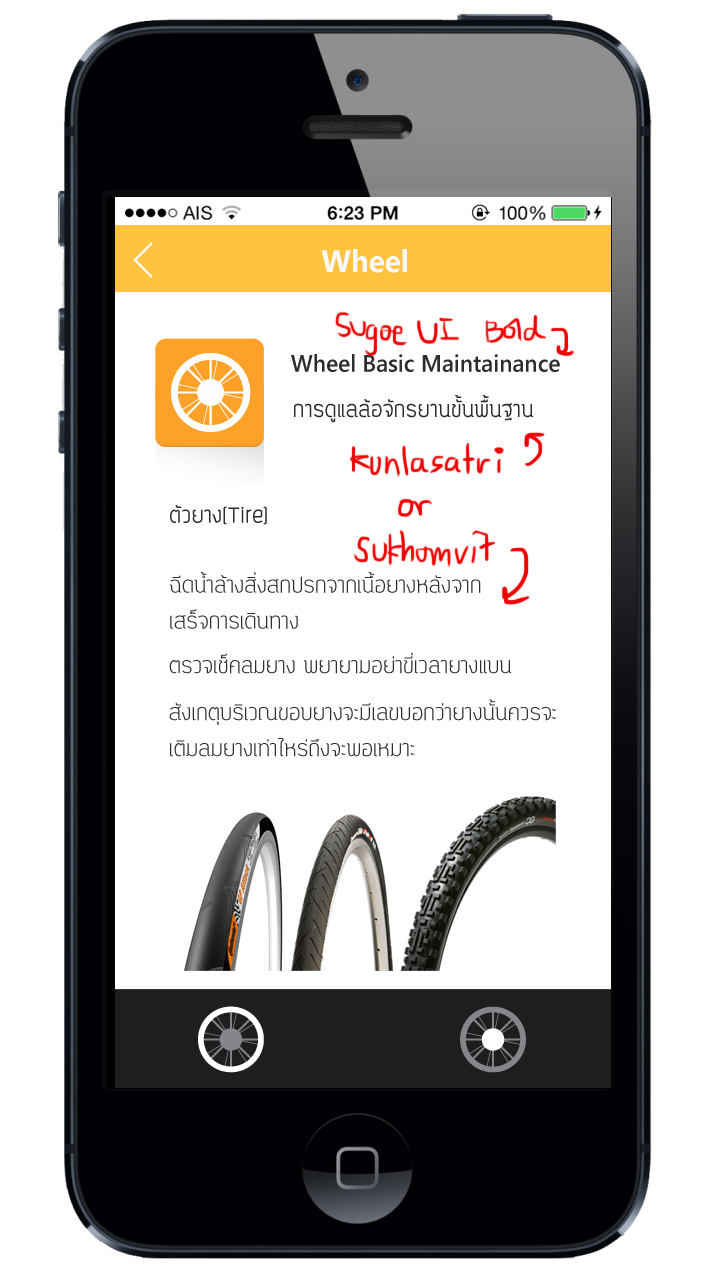 AIS 6:23 PM 100%
Wheel
Sugoe UI Bold
Wheel Basic Maintainance
การดูแลล้อจักรยานขั้นพื้นฐาน
kunlasatri
or
Sukhomvit
ตัวยาง(Tire)
ฉีดน้ำล้างสิ่งสกปรกจากเนื้อยางหลังจาก
เสร็จการเดินทาง
ตรวจเช็คลมยาง พยายามอย่าขี่เวลายางแบน
สังเกตุบริเวณขอบยางจะมีเลขบอกว่ายางนั้นควรจะ
เติมลมยางเท่าไหร่ถึงจะพอเหมาะ